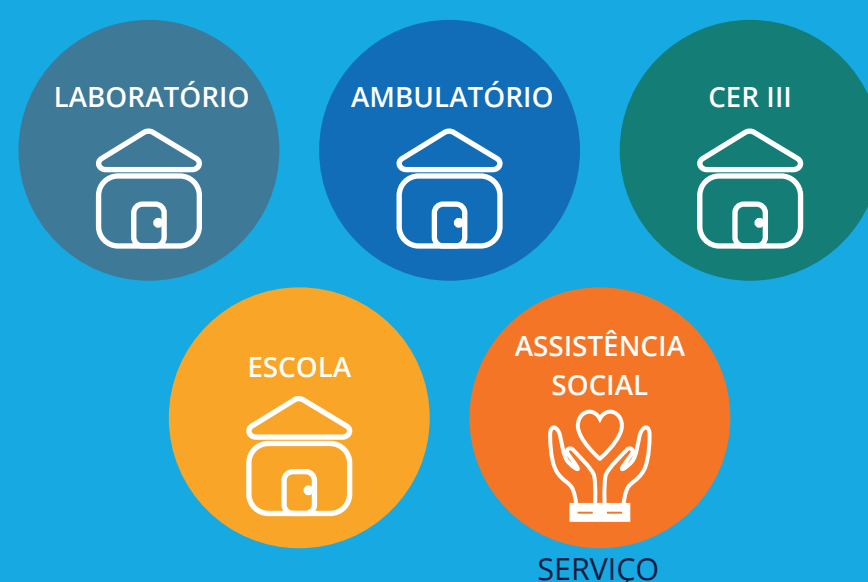 LABORATÓRIO
AMBULATÓRIO
CER III
ESCOLA
ASSISTÊNCIA
SOCIAL
SERVIÇO